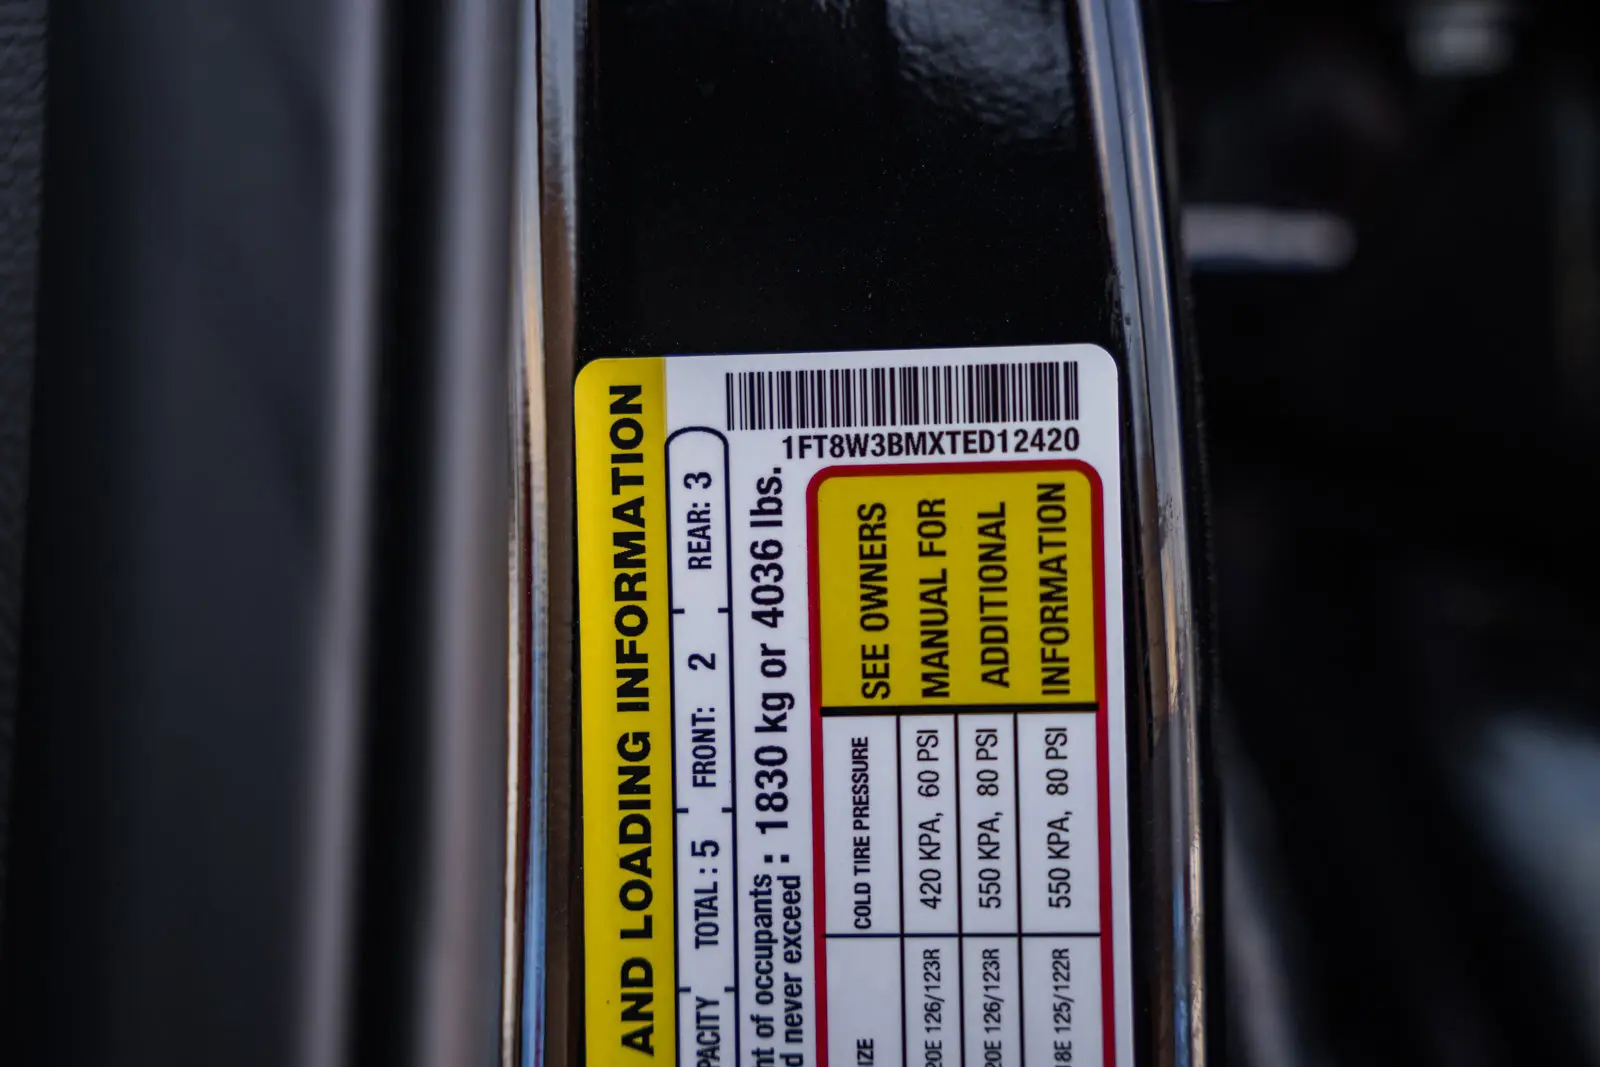 1FT8W3BMXTED12420
AND LOADING INFORMATION
PACITY TOTAL : 5 FRONT: 2 REAR: 3
nt of occupants : 1830 kg or 4036 lbs.
d never exceed
IZE COLD TIRE PRESSURE
20E 126/123R 420 KPA, 60 PSI
20E 126/123R 550 KPA, 80 PSI
18E 125/122R 550 KPA, 80 PSI
SEE OWNERS
MANUAL FOR
ADDITIONAL
INFORMATION